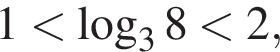 1 < log₃ 8 < 2,